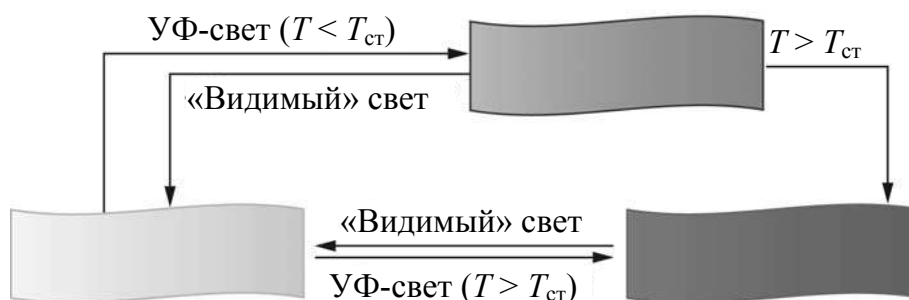 УФ-свет (T < Tст)
T > Tст
«Видимый» свет
«Видимый» свет
УФ-свет (T > Tст)